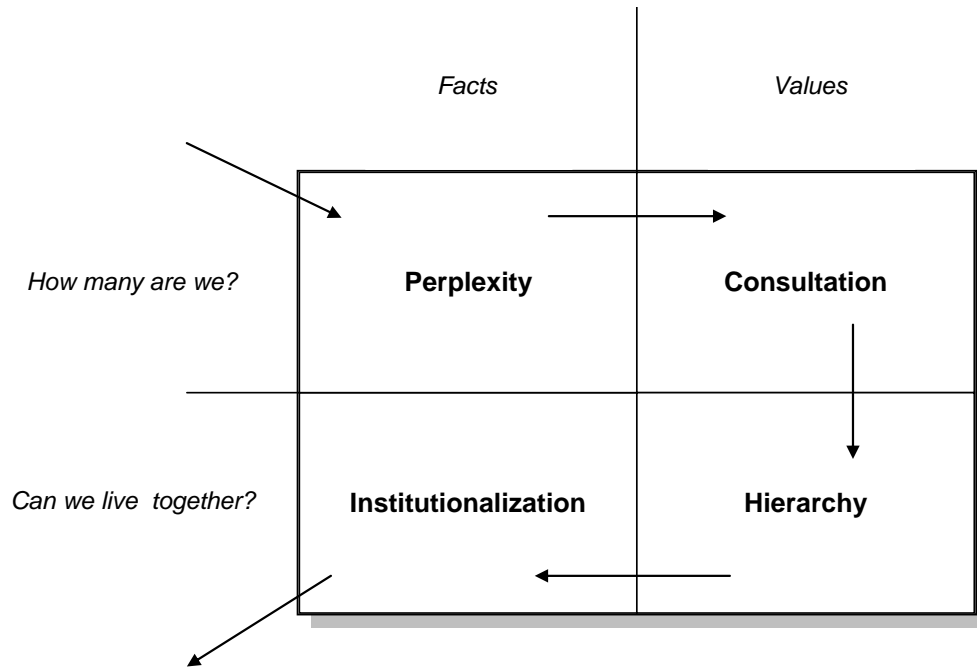 Facts
Values
How many are we?
Perplexity
Consultation
Can we live together?
Institutionalization
Hierarchy